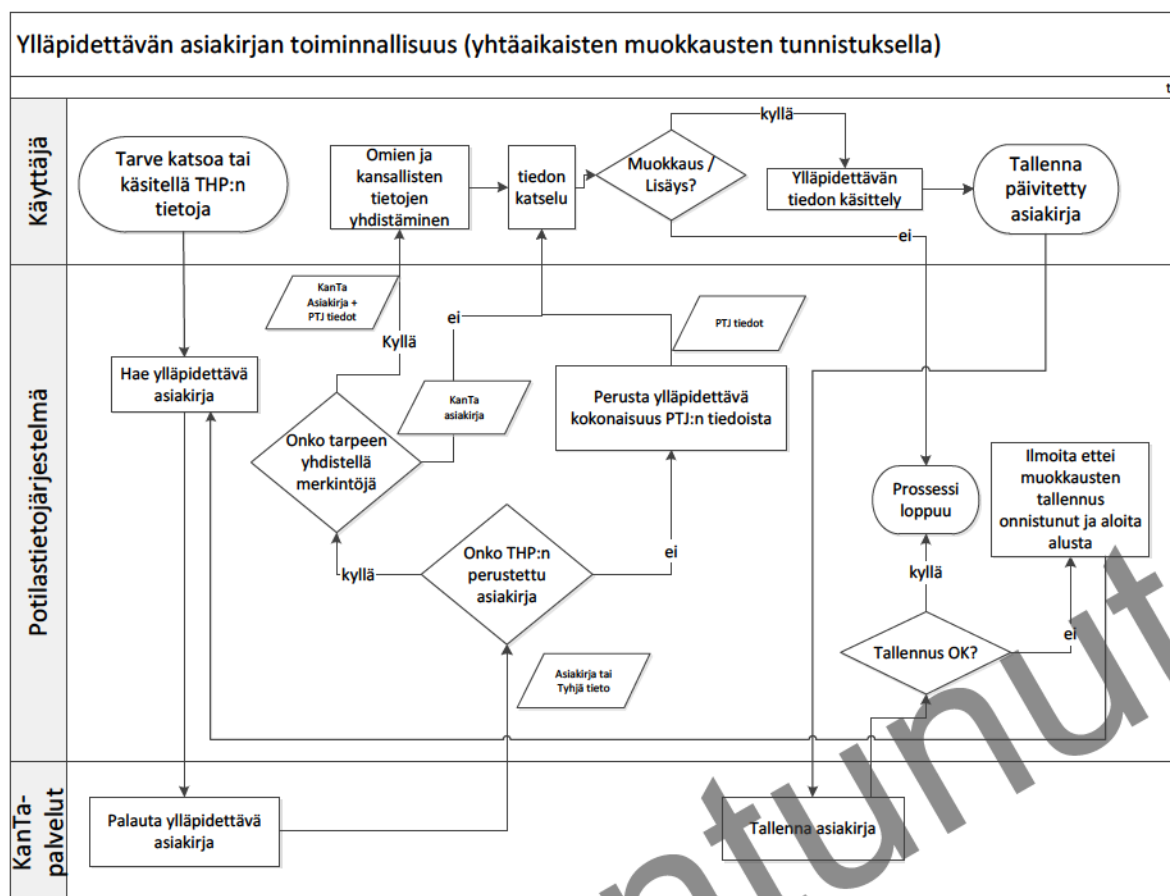 Ylläpidettävän asiakirjan toiminnallisuus (yhtäaikaisten muokkausten tunnistuksella)
t
Käyttäjä
Tarve katsoa tai
käsitellä THP:n
tietoja
Omien ja
kansallisten
tietojen
yhdistäminen
tiedon
katselu
Muokkaus /
Lisäys?
kyllä
Ylläpidettävän
tiedon käsittely
Tallenna
päivitetty
asiakirja
ei
Potilastietojärjestelmä
KanTa
Asiakirja +
PTJ tiedot
Kyllä
ei
PTJ tiedot
Hae ylläpidettävä
asiakirja
KanTa
asiakirja
Perusta ylläpidettävä
kokonaisuus PTJ:n tiedoista
Onko tarpeen
yhdistellä
merkintöjä
Prossessi
loppuu
Ilmoita ettei
muokkausten
tallennus
onnistunut ja aloita
alusta
Onko THP:n
perustettu
asiakirja
kyllä
ei
kyllä
ei
Tallennus OK?
Asiakirja tai
Tyhjä tieto
KanTa-
palvelut
Palauta ylläpidettävä
asiakirja
Tallenna asiakirja
ntunut